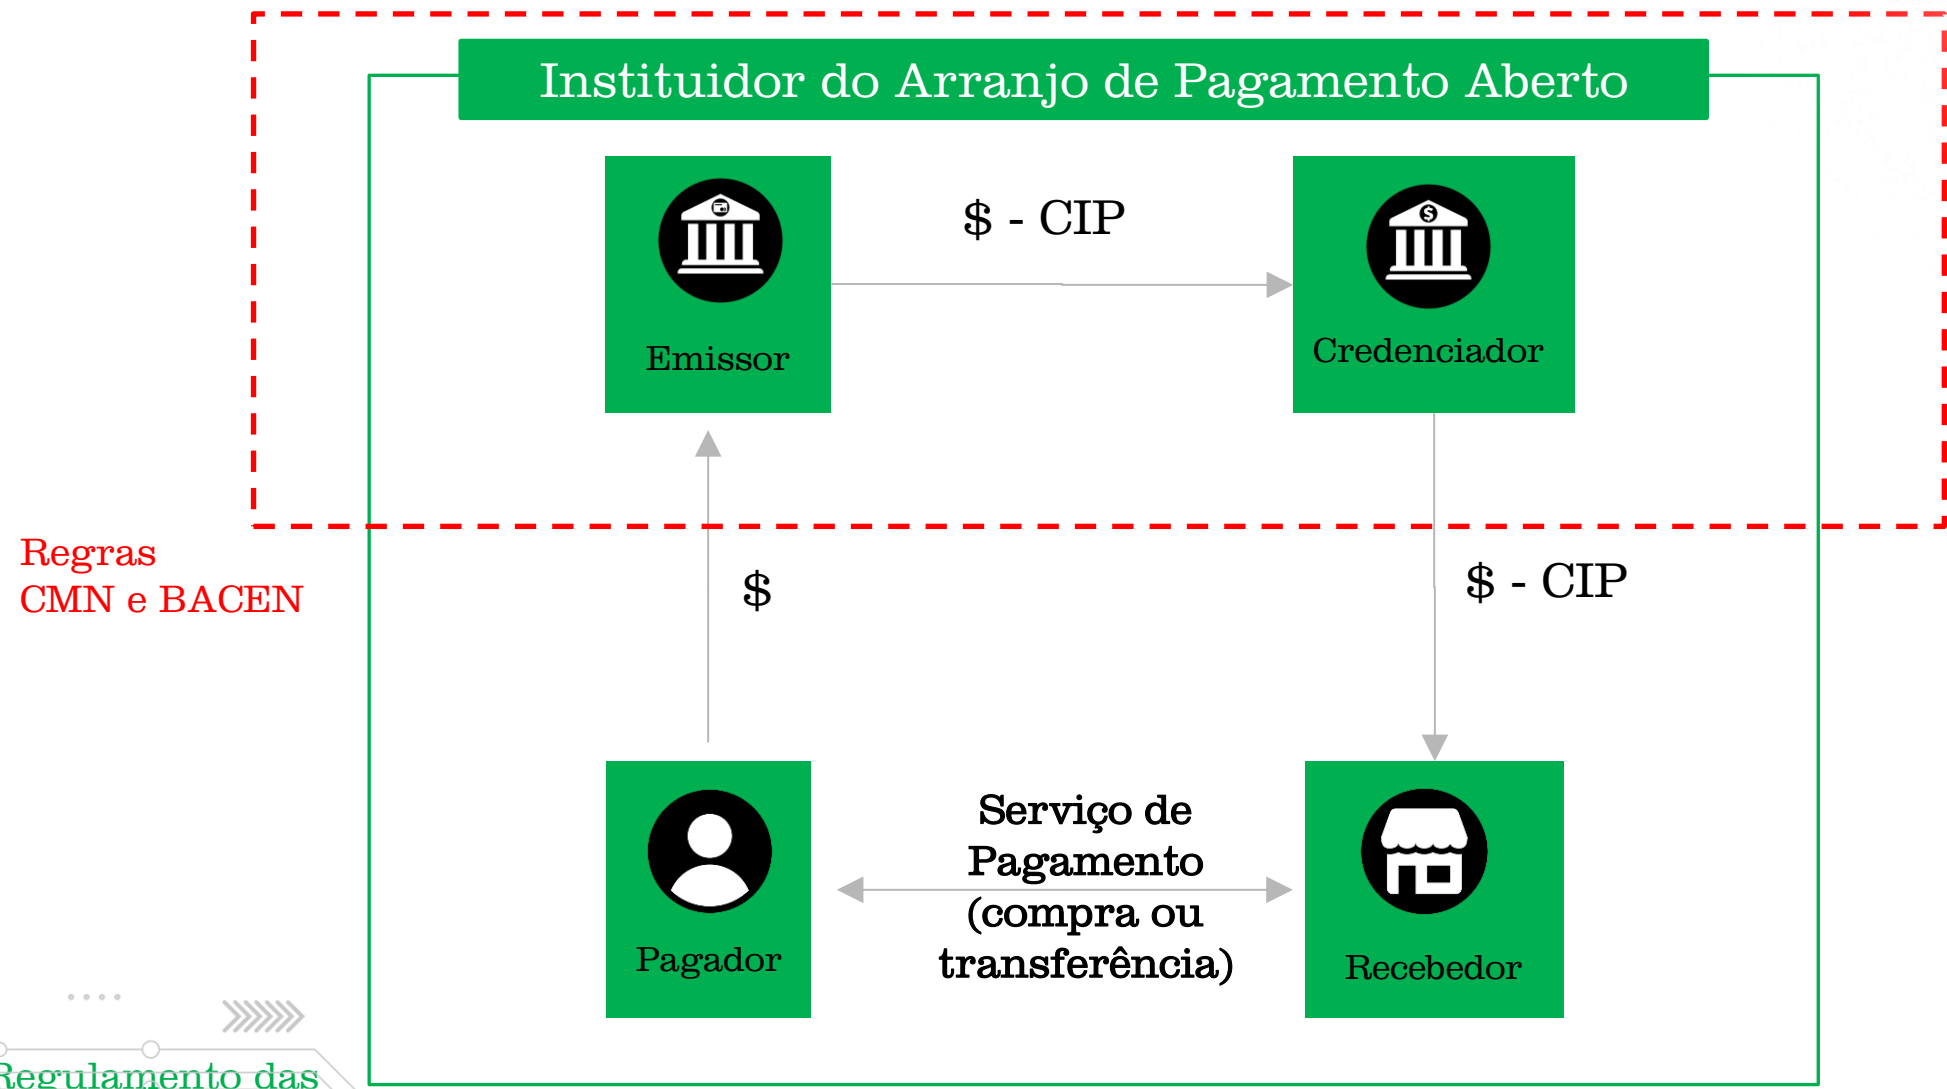 Instituidor do Arranjo de Pagamento Aberto
$ - CIP
Emissor
Credenciador
Regras
CMN e BACEN
$
$ - CIP
Serviço de
Pagamento
(compra ou
transferência)
Pagador
Recebedor
Regulamento das